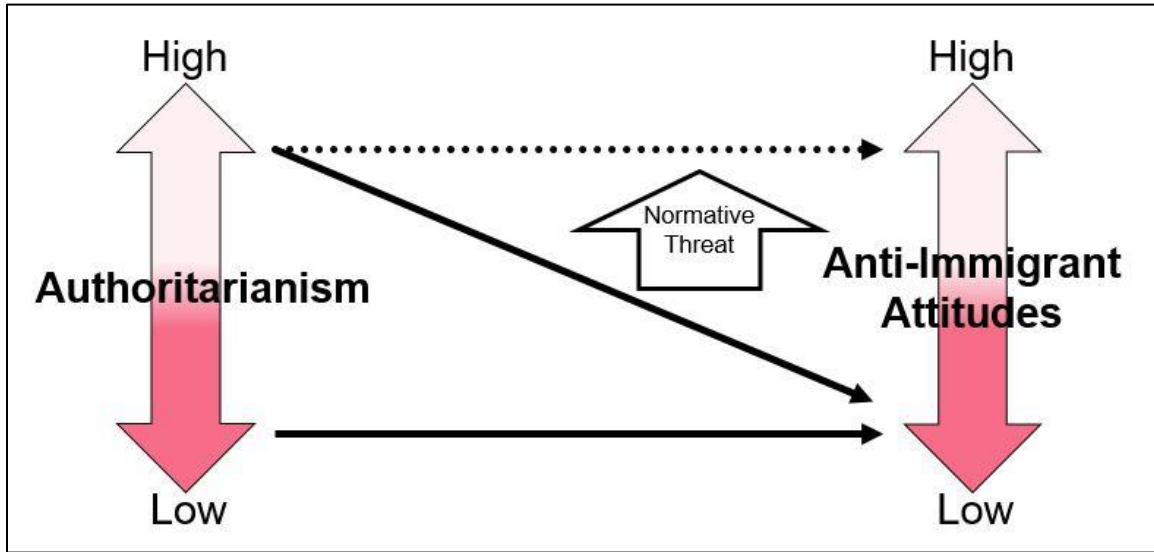 High
High
Normative
Threat
Authoritarianism
Anti-Immigrant
Attitudes
Low
Low